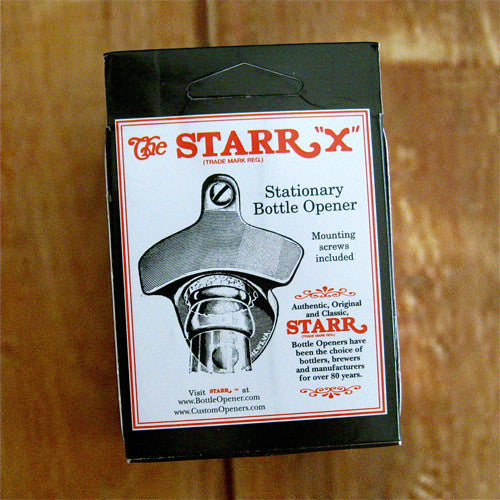 The STARR "X"
(TRADE MARK REG.)
Stationary
Bottle Opener
Mounting
screws
included
Authentic, Original
and Classic,
STARR
(TRADE MARK REG.)
Bottle Openers have
been the choice of
bottlers, brewers
and manufacturers
for over 80 years.
Visit STARR ™ at
www.BottleOpener.com
www.CustomOpeners.com